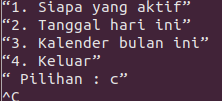 “1. Siapa yang aktif”
“2. Tanggal hari ini”
“3. Kalender bulan ini”
“4. Keluar”
“ Pilihan : c”
^C